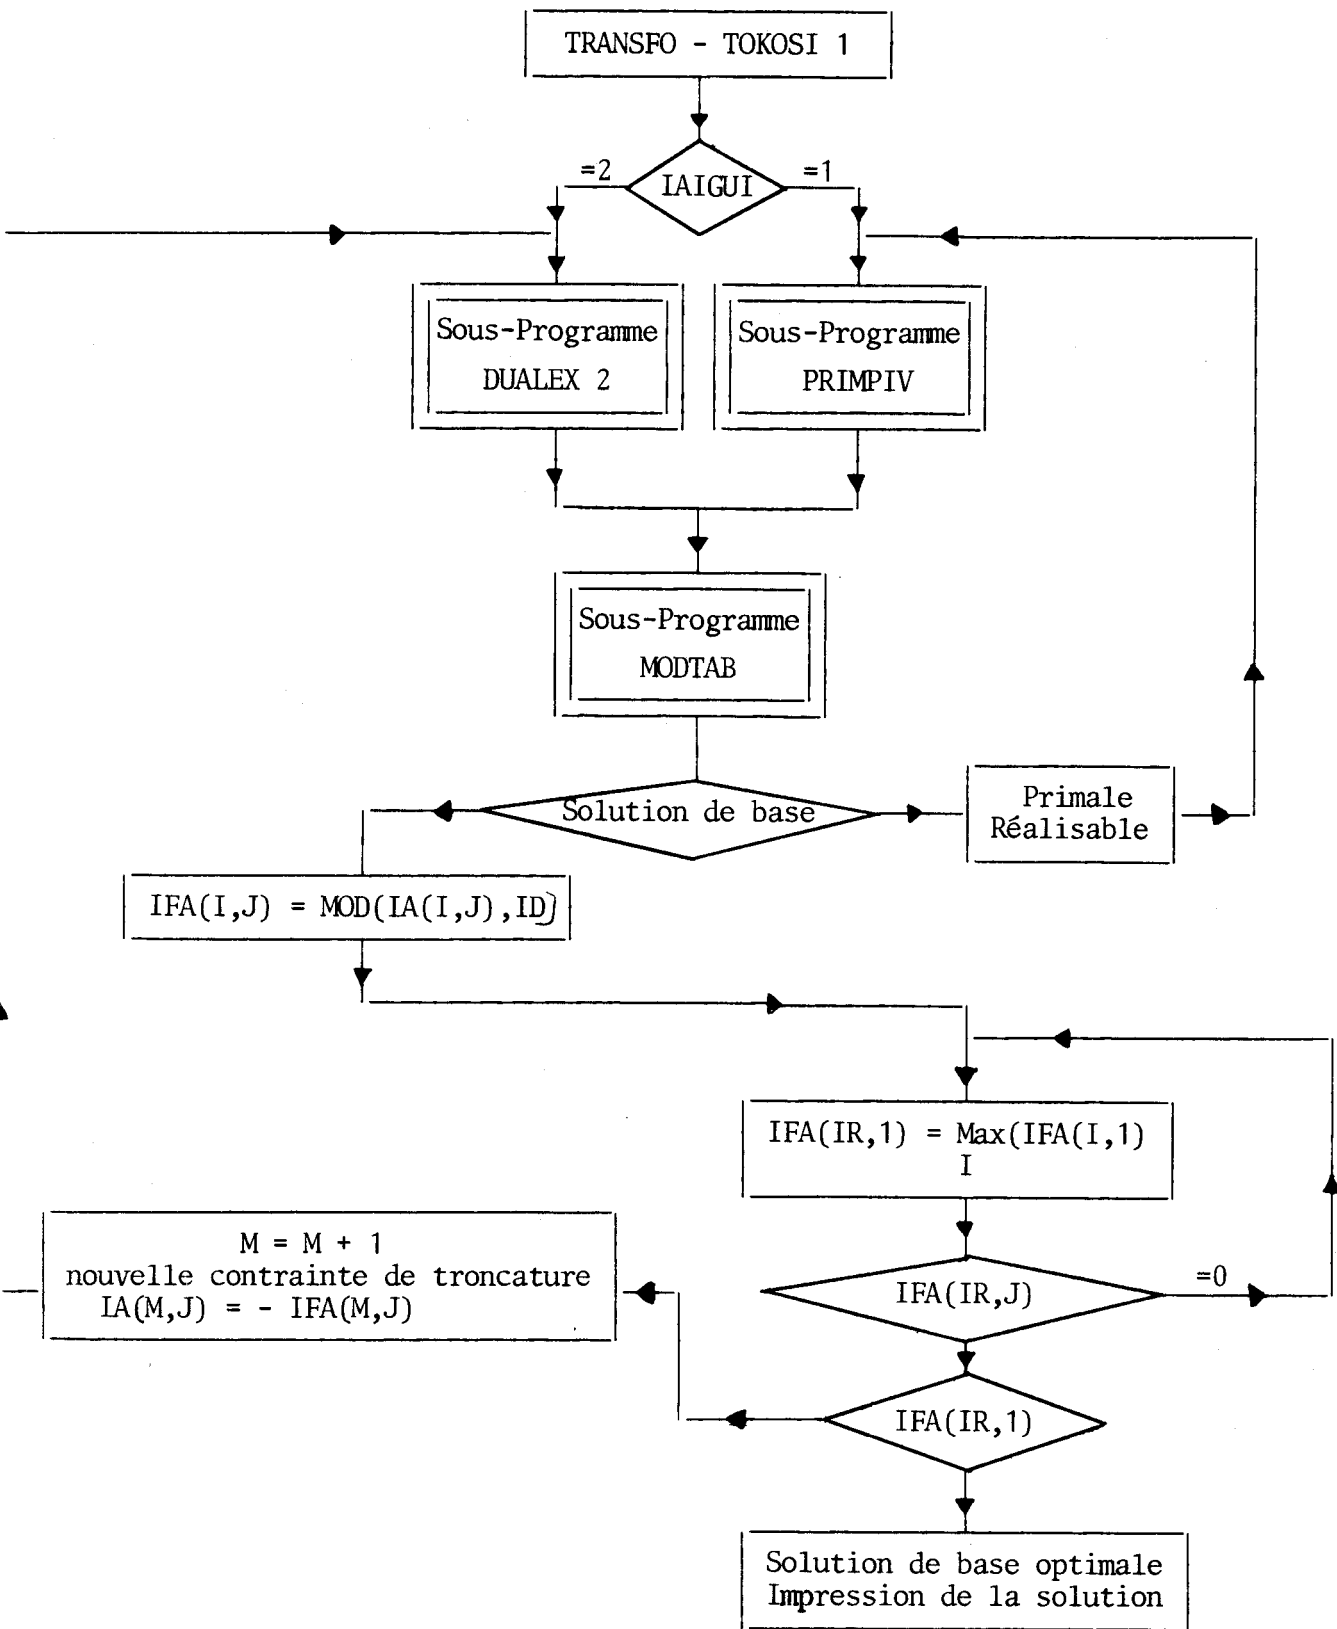 TRANSFO - TOKOSI 1
=2
IAIGUI
=1
Sous-Programme
DUALEX 2
Sous-Programme
PRIMPIV
Sous-Programme
MODTAB
Solution de base
Primale
Réalisable
IFA(I,J) = MOD(IA(I,J),ID)
IFA(IR,1) = Max(IFA(I,1)
I
M = M + 1
nouvelle contrainte de troncature
IA(M,J) = - IFA(M,J)
IFA(IR,J)
=0
IFA(IR,1)
Solution de base optimale
Impression de la solution